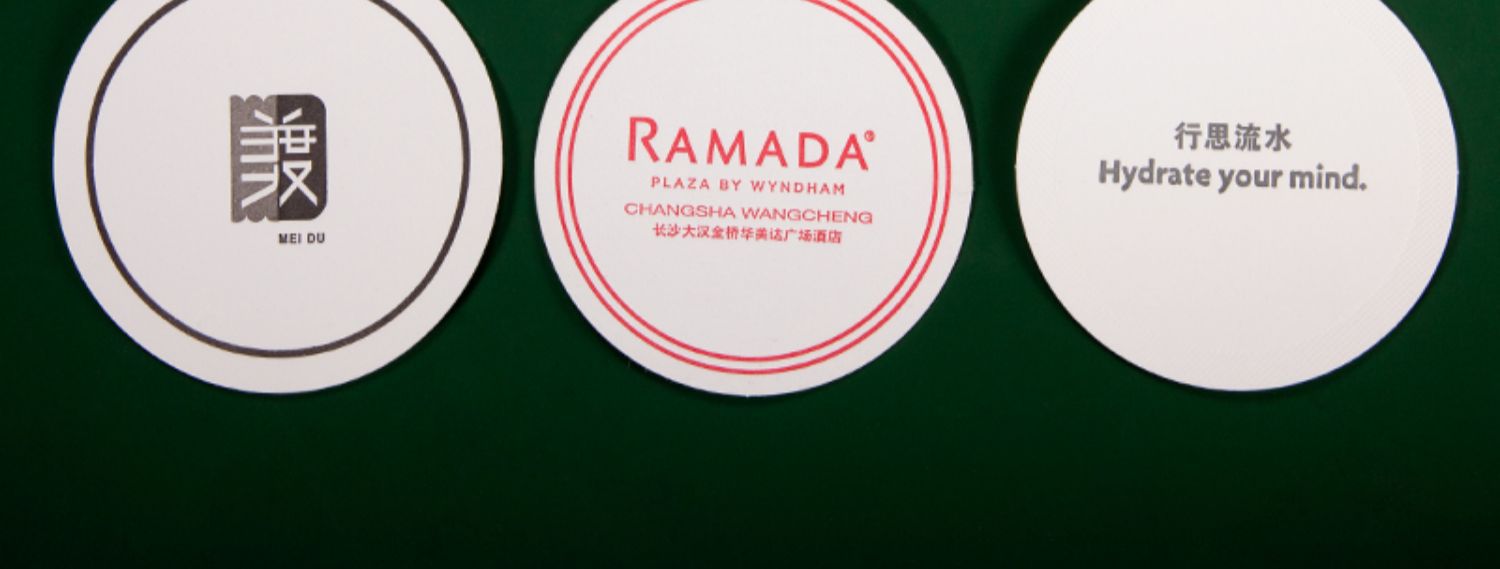 MEI DU
RAMADA®
PLAZA BY WYNDHAM
CHANGSHA WANGCHENG
长沙大汉金桥华美达广场酒店
行思流水
Hydrate your mind.